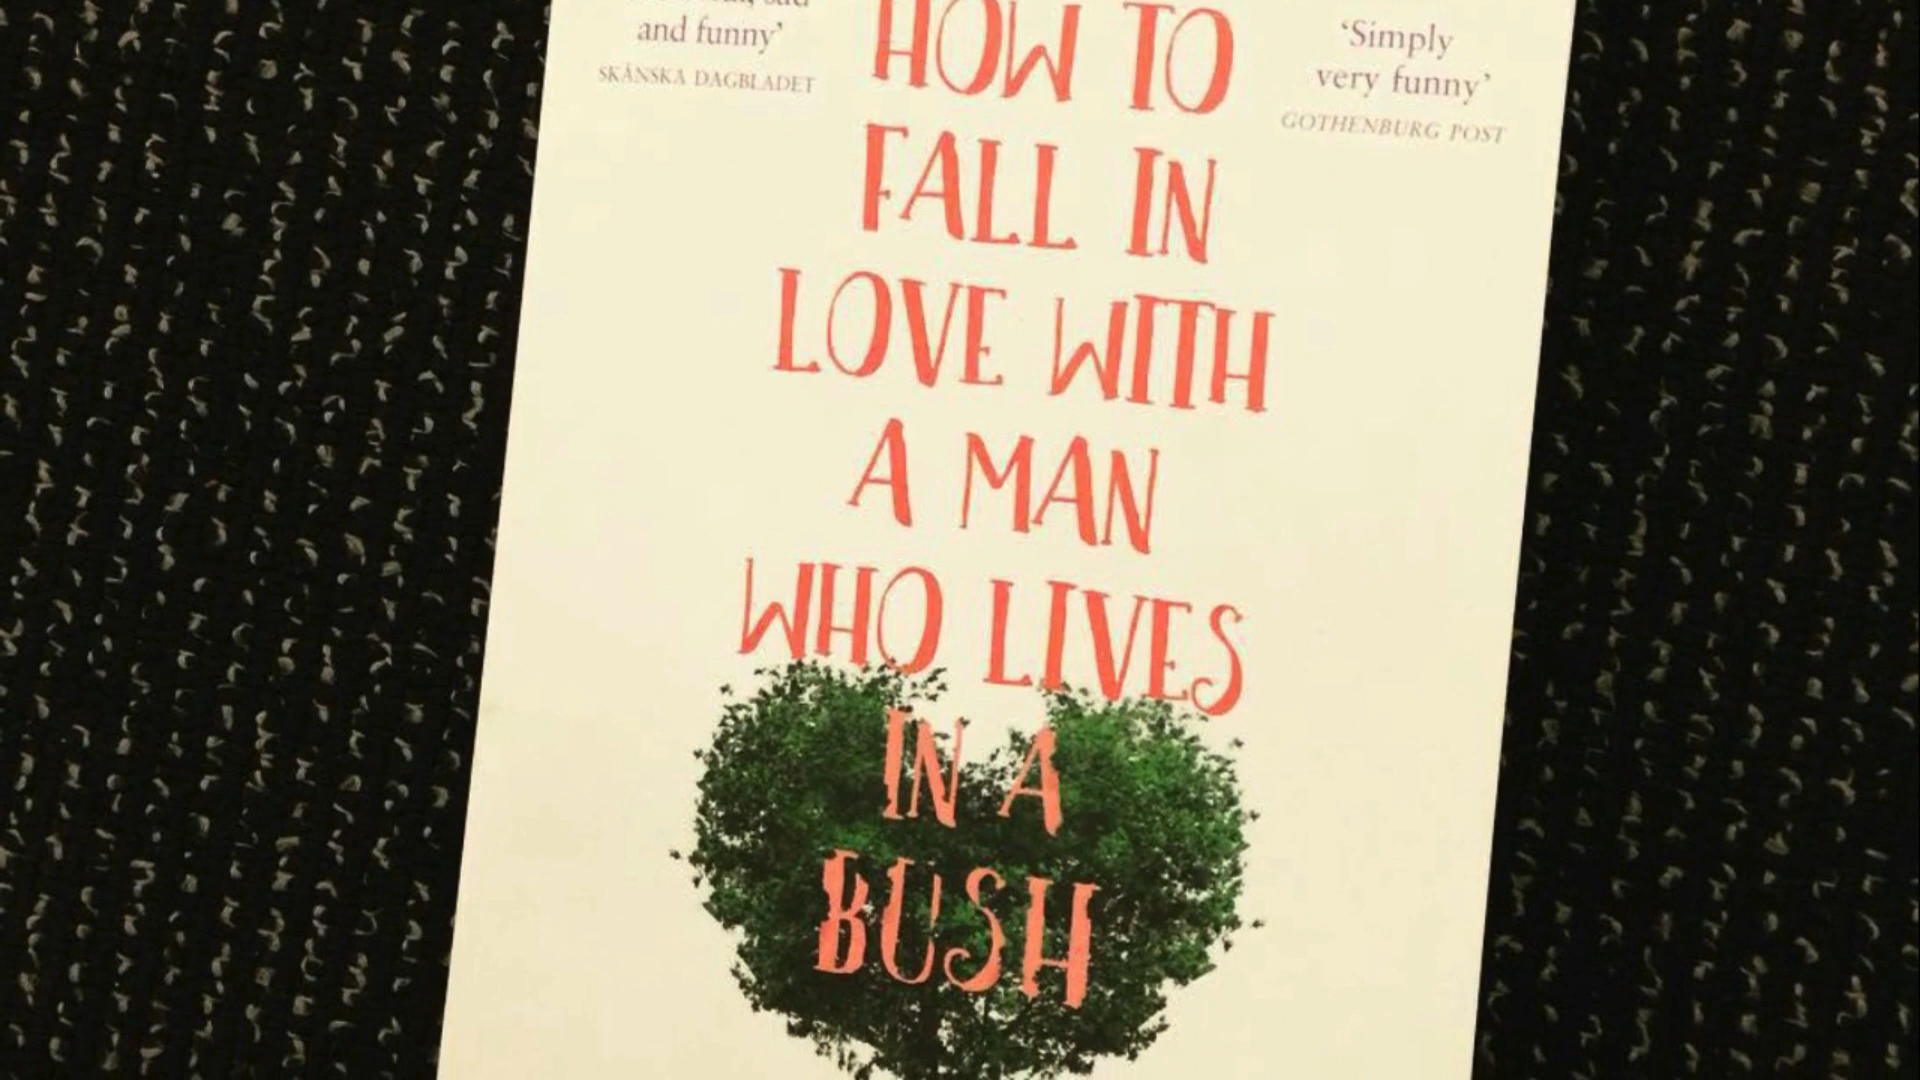 and funny’
SKÅNSKA DAGBLADET
‘Simply
very funny’
GOTHENBURG POST
HOW TO
FALL IN
LOVE WITH
A MAN
WHO LIVES
IN A
BUSH